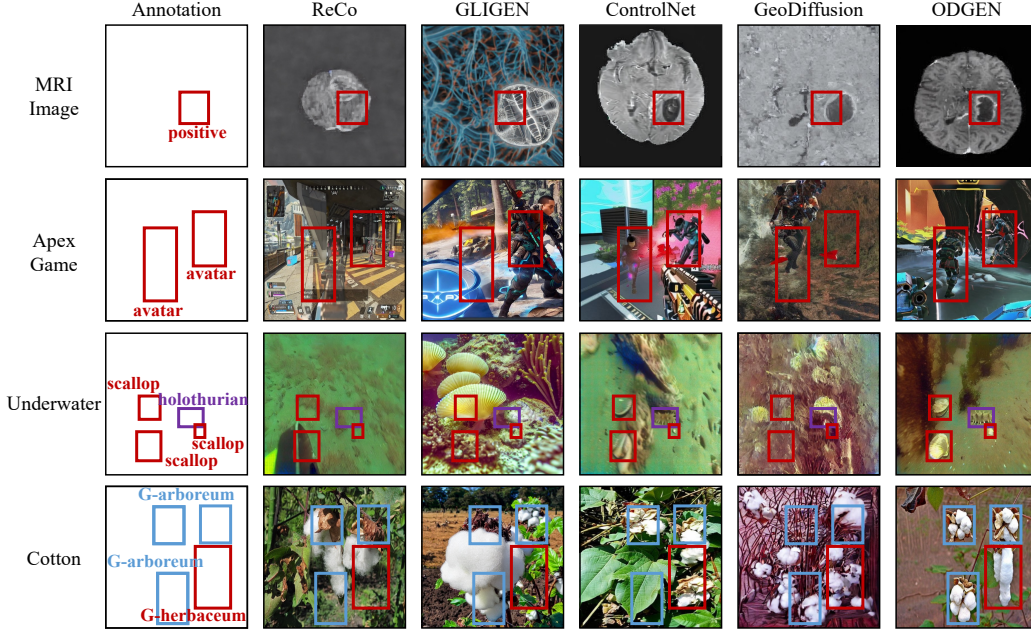 Annotation ReCo GLIGEN ControlNet GeoDiffusion ODGEN
MRI
Image
positive
Apex
Game
avatar
avatar
Underwater
scallop
holothurian
scallop
scallop
Cotton
G-arboreum
G-arboreum
G-herbaceum